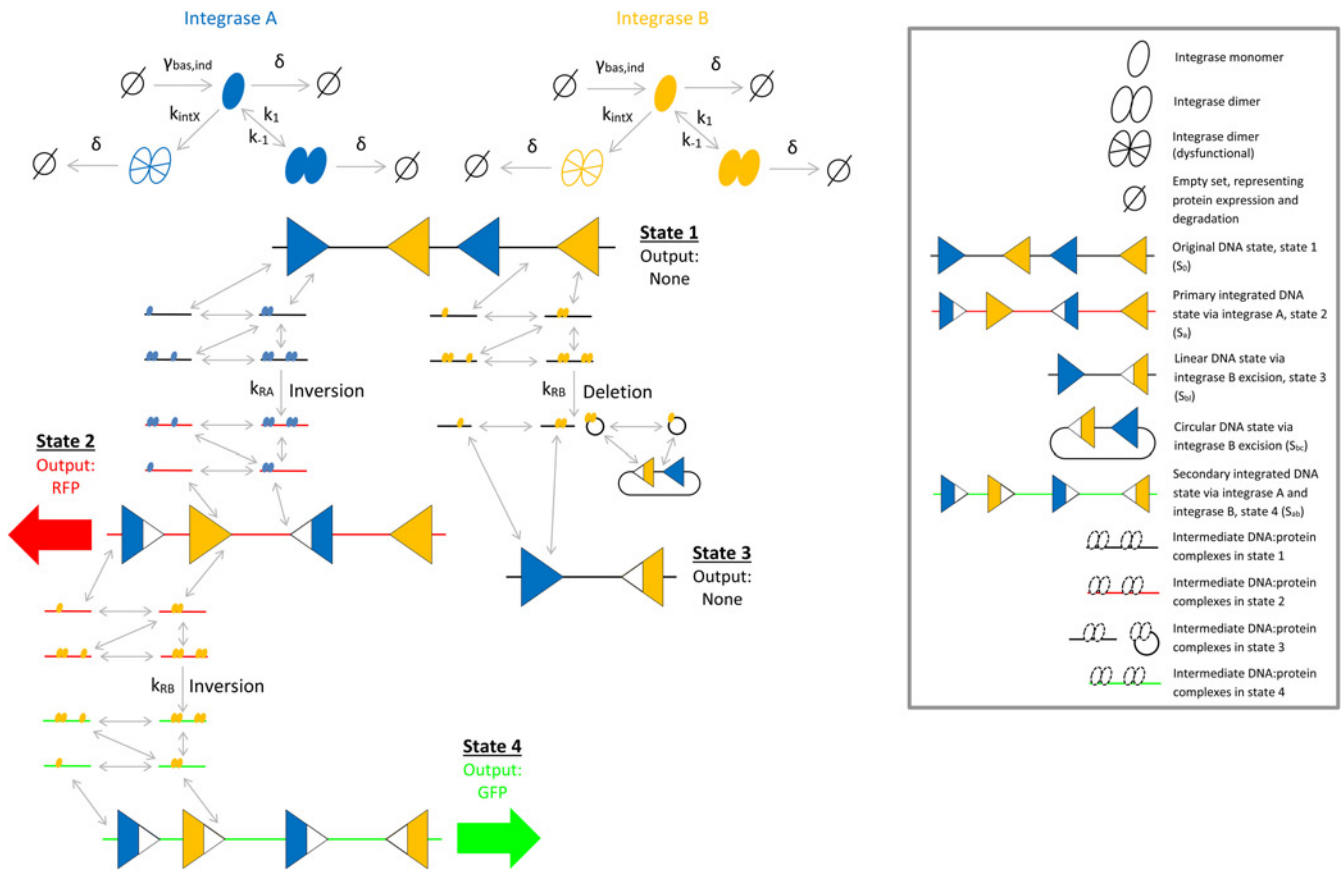 Integrase A
Integrase B
γbas,ind
δ
kintX
k1
k-1
δ
δ
γbas,ind
δ
kintX
k1
k-1
δ
δ
State 1
Output:
None
kRA Inversion
kRB Deletion
State 2
Output:
RFP
State 3
Output:
None
kRB Inversion
State 4
Output:
GFP
Integrase monomer
Integrase dimer
Integrase dimer
(dysfunctional)
Empty set, representing
protein expression and
degradation
Original DNA state, state 1
(S0)
Primary integrated DNA
state via integrase A, state 2
(Sa)
Linear DNA state via
integrase B excision, state 3
(Sbl)
Circular DNA state via
integrase B excision (Sbc)
Secondary integrated DNA
state via integrase A and
integrase B, state 4 (Sab)
Intermediate DNA:protein
complexes in state 1
Intermediate DNA:protein
complexes in state 2
Intermediate DNA:protein
complexes in state 3
Intermediate DNA:protein
complexes in state 4